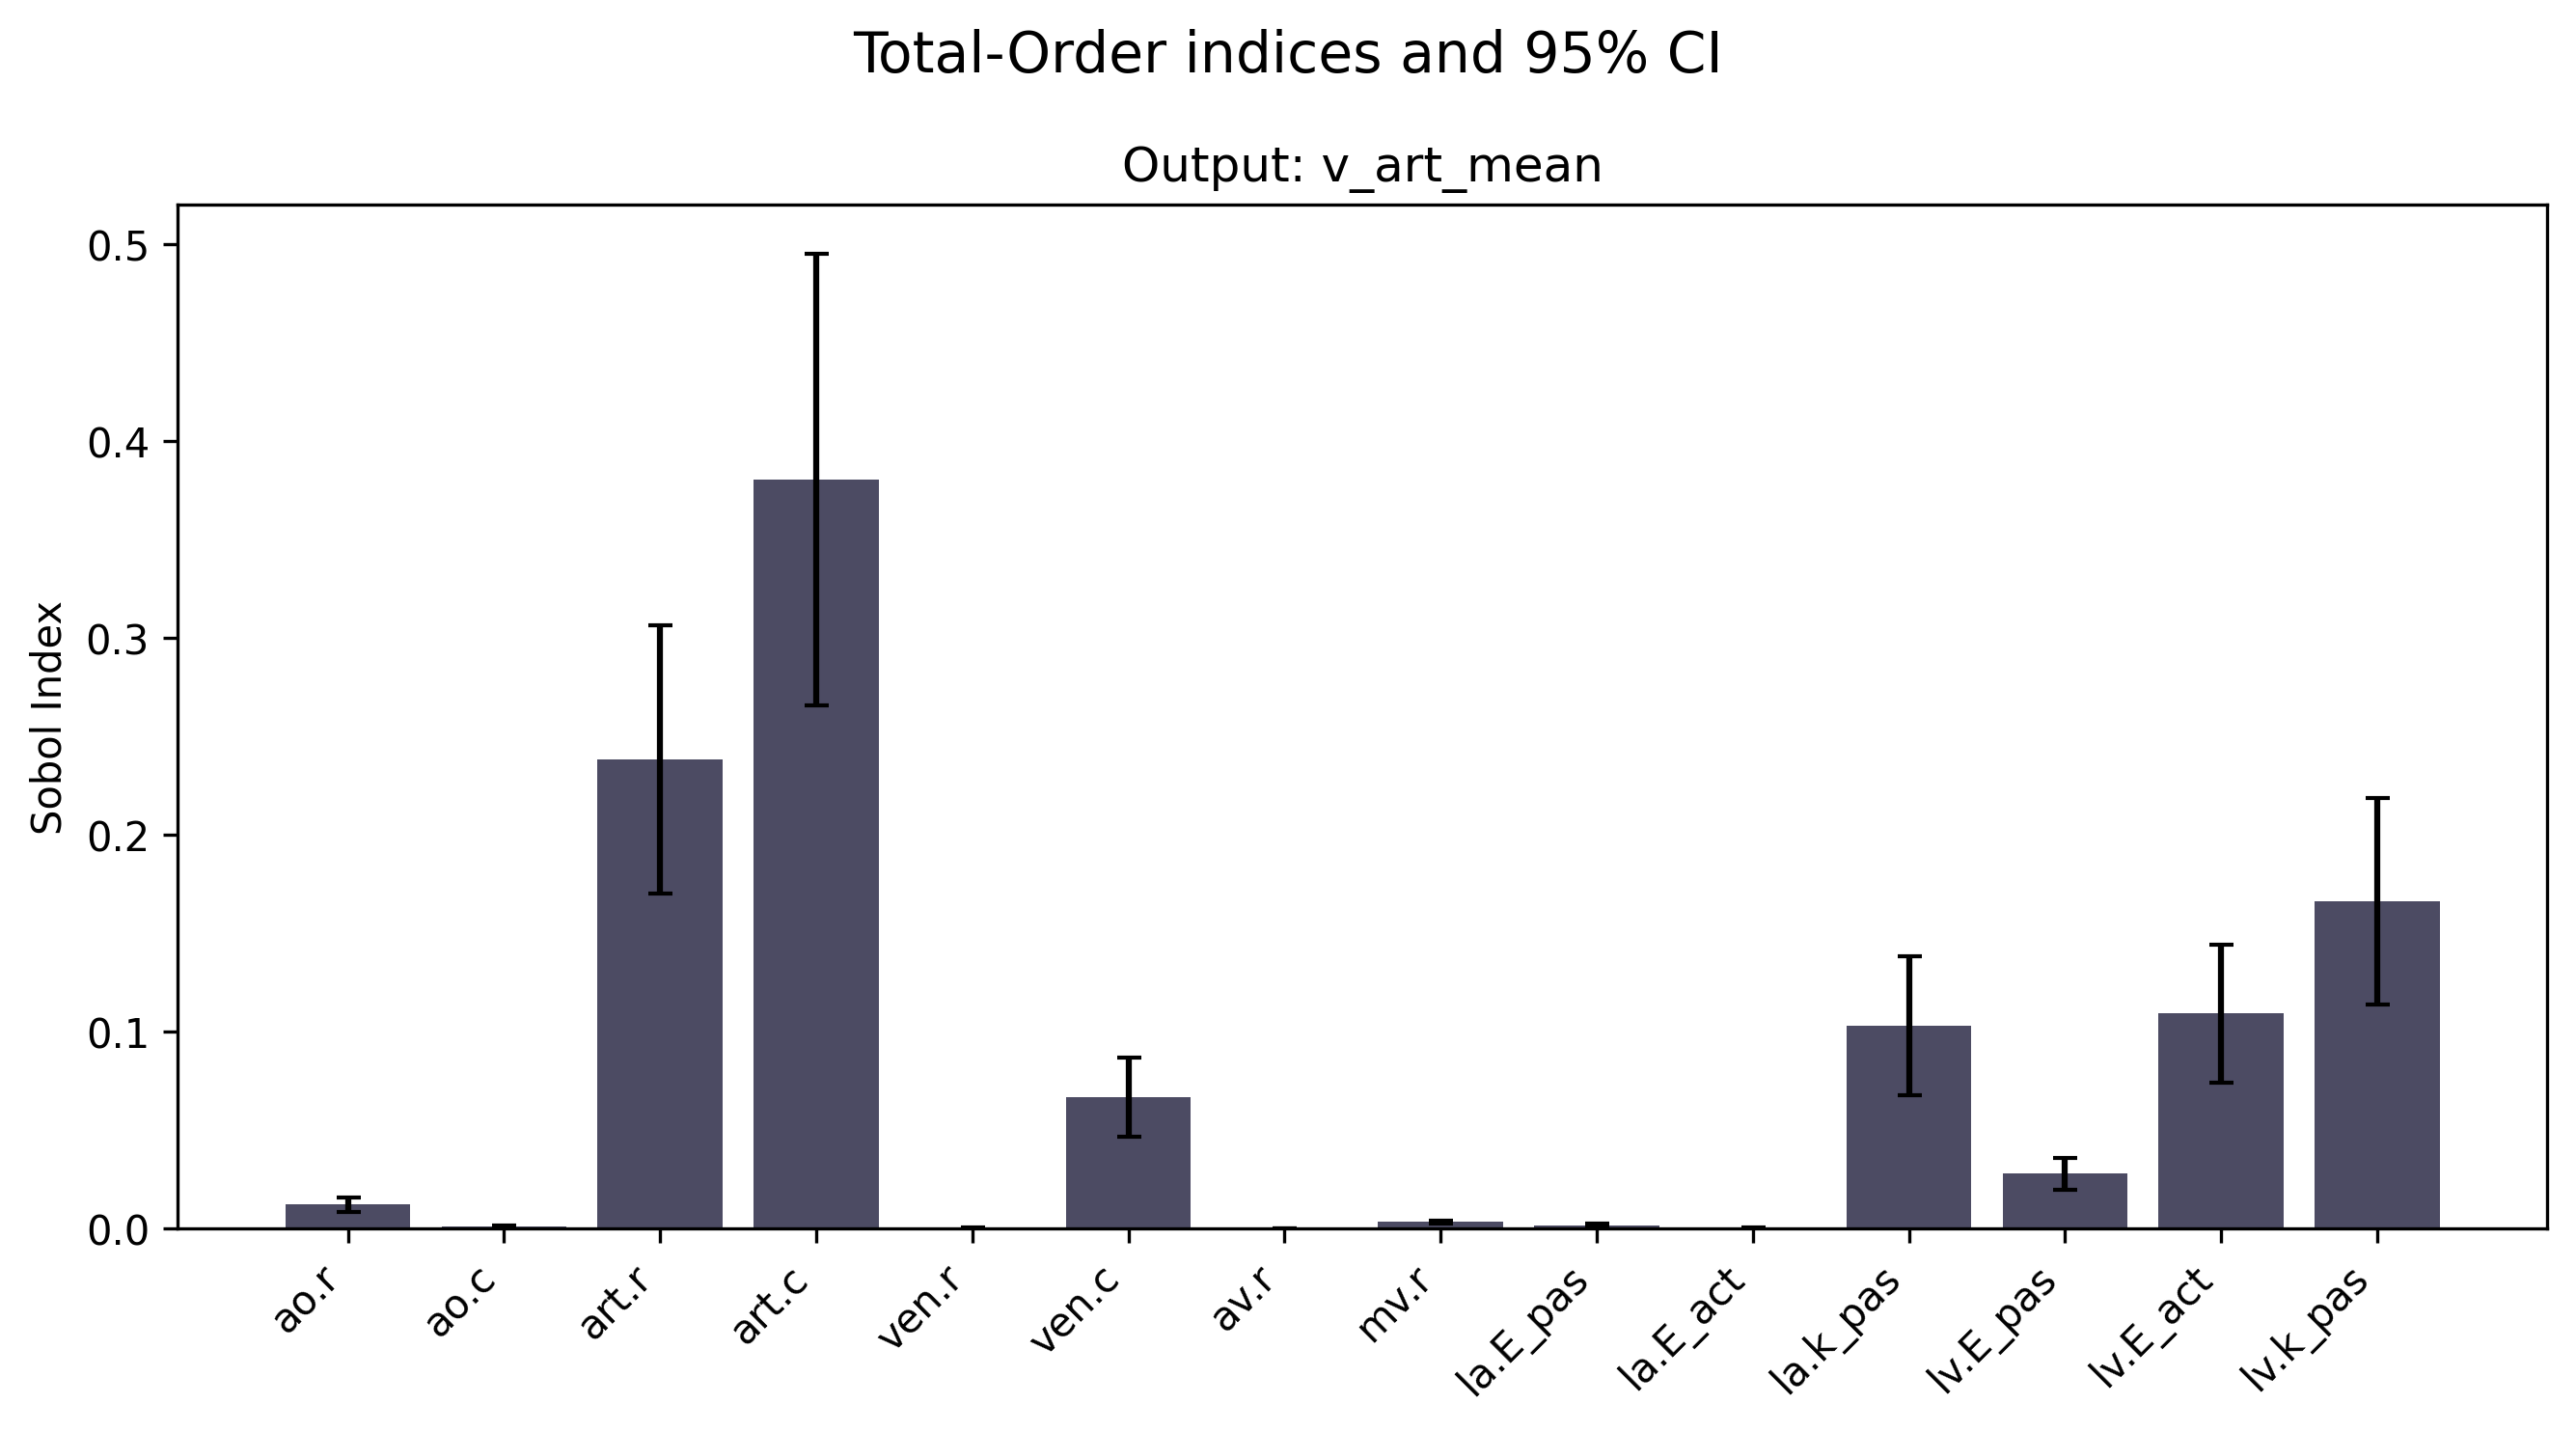 Total-Order indices and 95% CI
Output: v_art_mean
Sobol Index
0.5
0.4
0.3
0.2
0.1
0.0
ao.r
ao.c
art.r
art.c
ven.r
ven.c
av.r
mv.r
la.E_pas
la.E_act
la.k_pas
lv.E_pas
lv.E_act
lv.k_pas